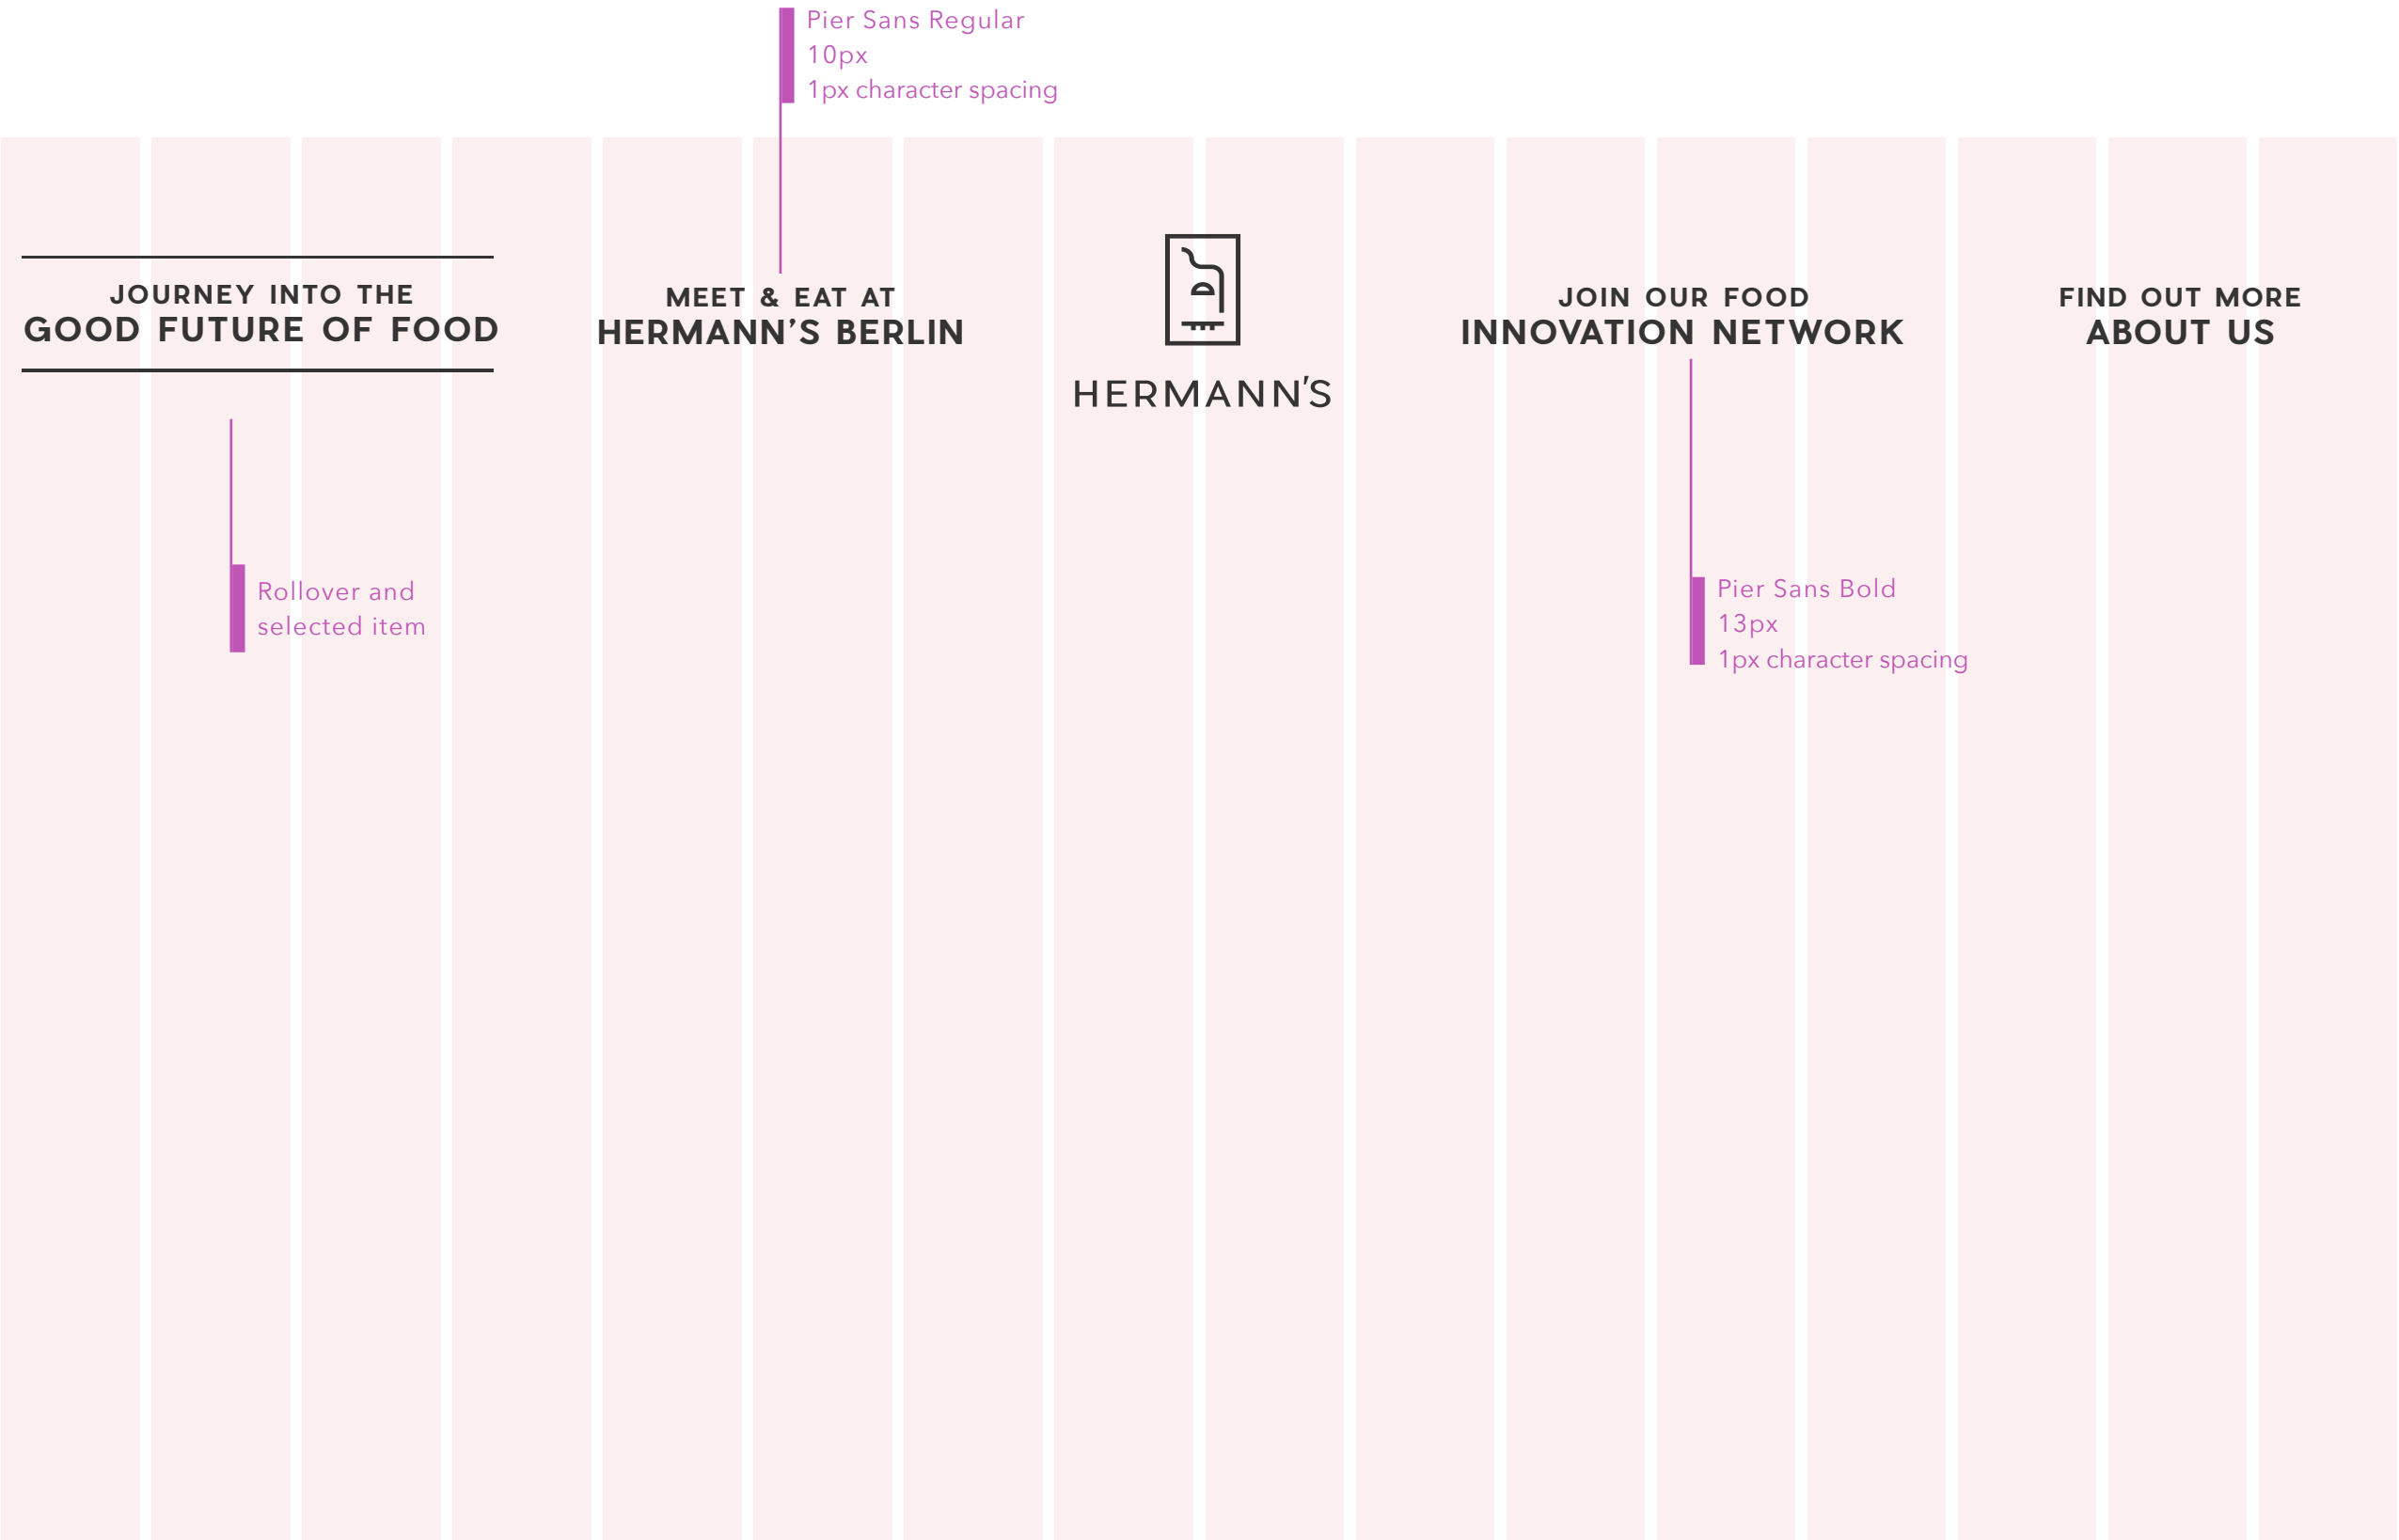 Pier Sans Regular
10px
1px character spacing
JOURNEY INTO THE
GOOD FUTURE OF FOOD
MEET & EAT AT
HERMANN’S BERLIN
HERMANN'S
JOIN OUR FOOD
INNOVATION NETWORK
FIND OUT MORE
ABOUT US
Rollover and
selected item
Pier Sans Bold
13px
1px character spacing